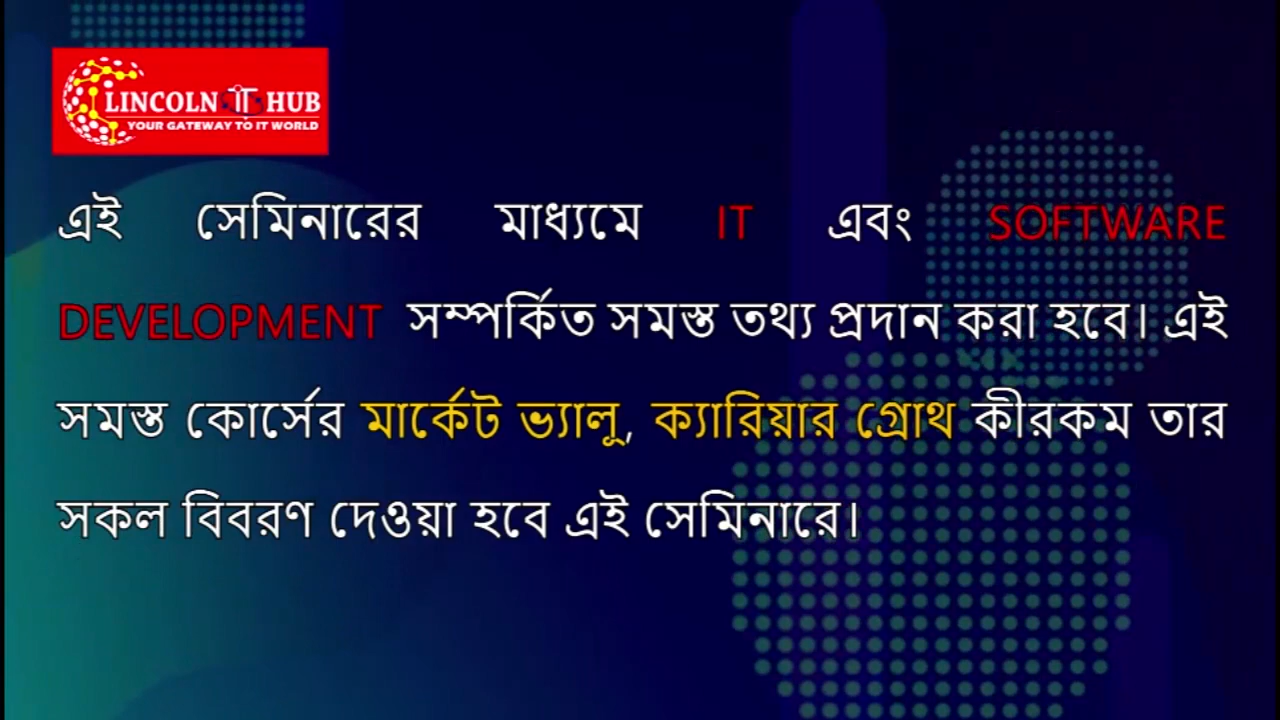 LINCOLN IT HUB
YOUR GATEWAY TO IT WORLD
এই সেমিনারের মাধ্যমে IT এবং SOFTWARE
DEVELOPMENT সম্পর্কিত সমস্ত তথ্য প্রদান করা হবে। এই
সমস্ত কোর্সের মার্কেট ভ্যালু, ক্যারিয়ার গ্রোথ কীরকম তার
সকল বিবরণ দেওয়া হবে এই সেমিনারে।